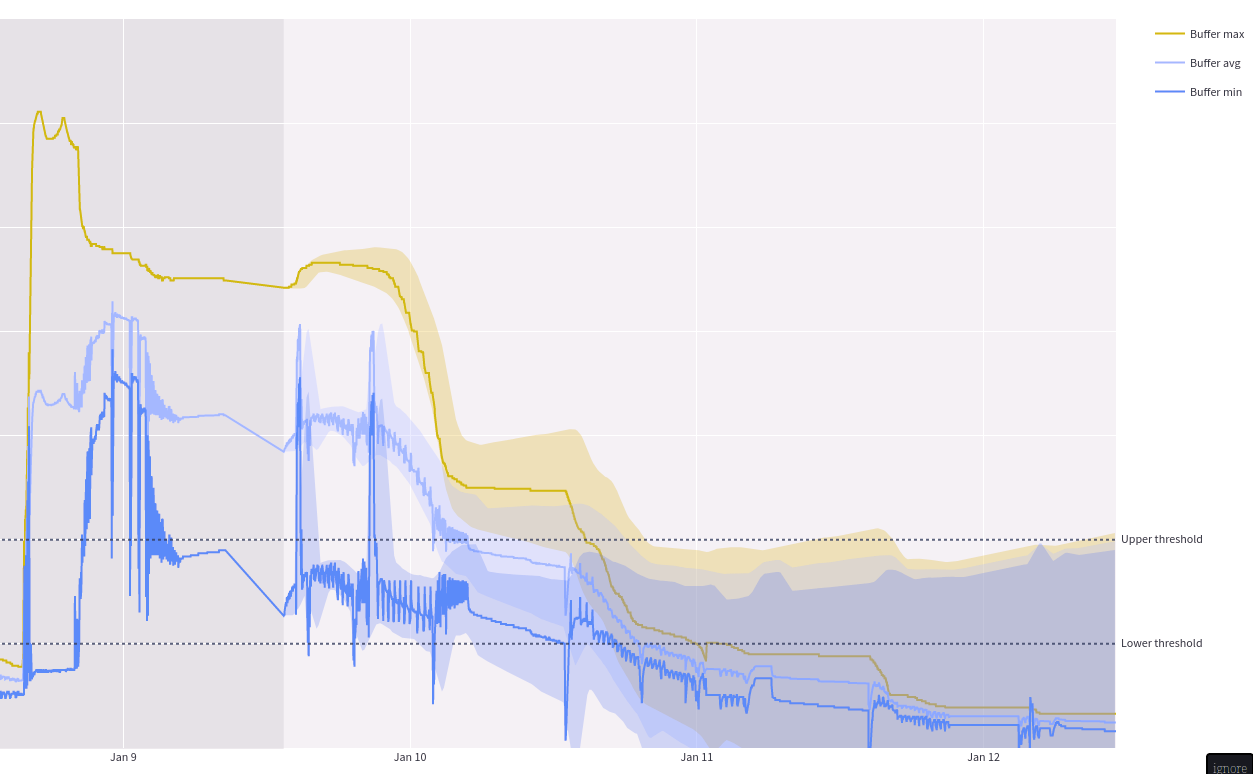 Buffer max
Buffer avg
Buffer min
Upper threshold
Lower threshold
Jan 9
Jan 10
Jan 11
Jan 12
ignore